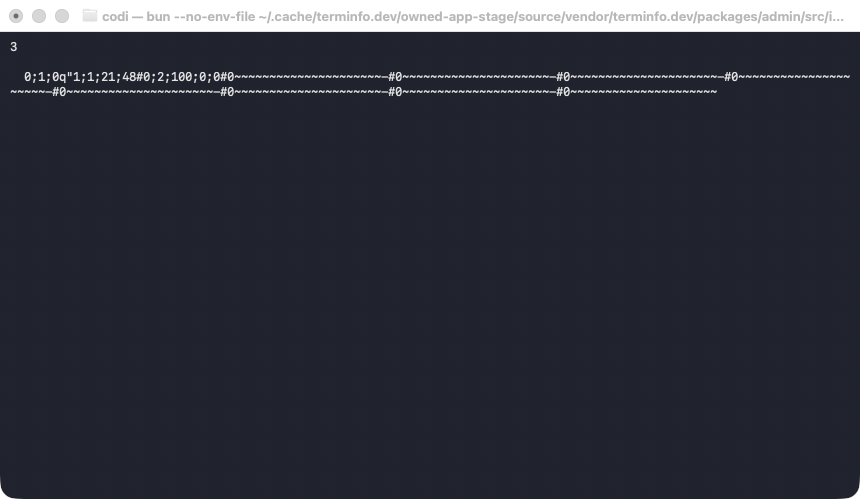 codi — bun --no-env-file ~/.cache/terminfo.dev/owned-app-stage/source/vendor/terminfo.dev/packages/admin/src/i...
3
0;1;0q"1;1;21;48#0;2;100;0;0#0~~~~~~~~~~~~~~~~~~~~~-#0~~~~~~~~~~~~~~~~~~~~~-#0~~~~~~~~~~~~~~~~~~~~~-#0~~~~~~~~~~~~~~~~
~~~~~-#0~~~~~~~~~~~~~~~~~~~~~-#0~~~~~~~~~~~~~~~~~~~~~-#0~~~~~~~~~~~~~~~~~~~~~-#0~~~~~~~~~~~~~~~~~~~~~